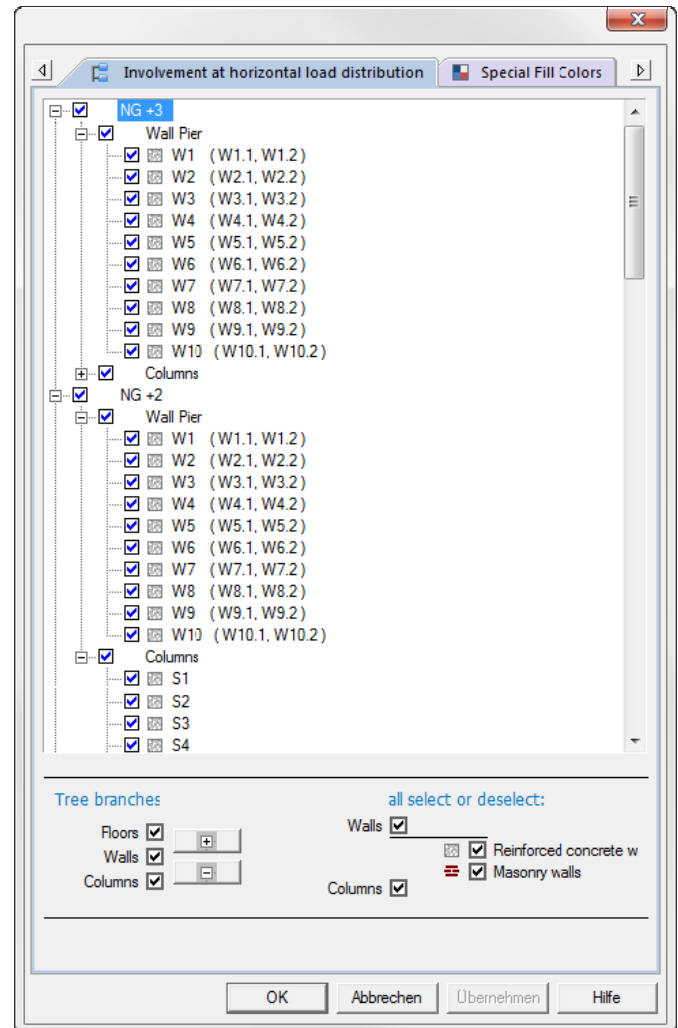 Involvement at horizontal load distribution Special Fill Colors
NG +3
Wall Pier
W1 (W1.1, W1.2)
W2 (W2.1, W2.2)
W3 (W3.1, W3.2)
W4 (W4.1, W4.2)
W5 (W5.1, W5.2)
W6 (W6.1, W6.2)
W7 (W7.1, W7.2)
W8 (W8.1, W8.2)
W9 (W9.1, W9.2)
W10 (W10.1, W10.2)
Columns
NG +2
Wall Pier
W1 (W1.1, W1.2)
W2 (W2.1, W2.2)
W3 (W3.1, W3.2)
W4 (W4.1, W4.2)
W5 (W5.1, W5.2)
W6 (W6.1, W6.2)
W7 (W7.1, W7.2)
W8 (W8.1, W8.2)
W9 (W9.1, W9.2)
W10 (W10.1, W10.2)
Columns
S1
S2
S3
S4
Tree branches
Floors
Walls
Columns
all select or deselect:
Walls
Reinforced concrete w
Masonry walls
Columns
OK Abbrechen Übernehmen Hilfe